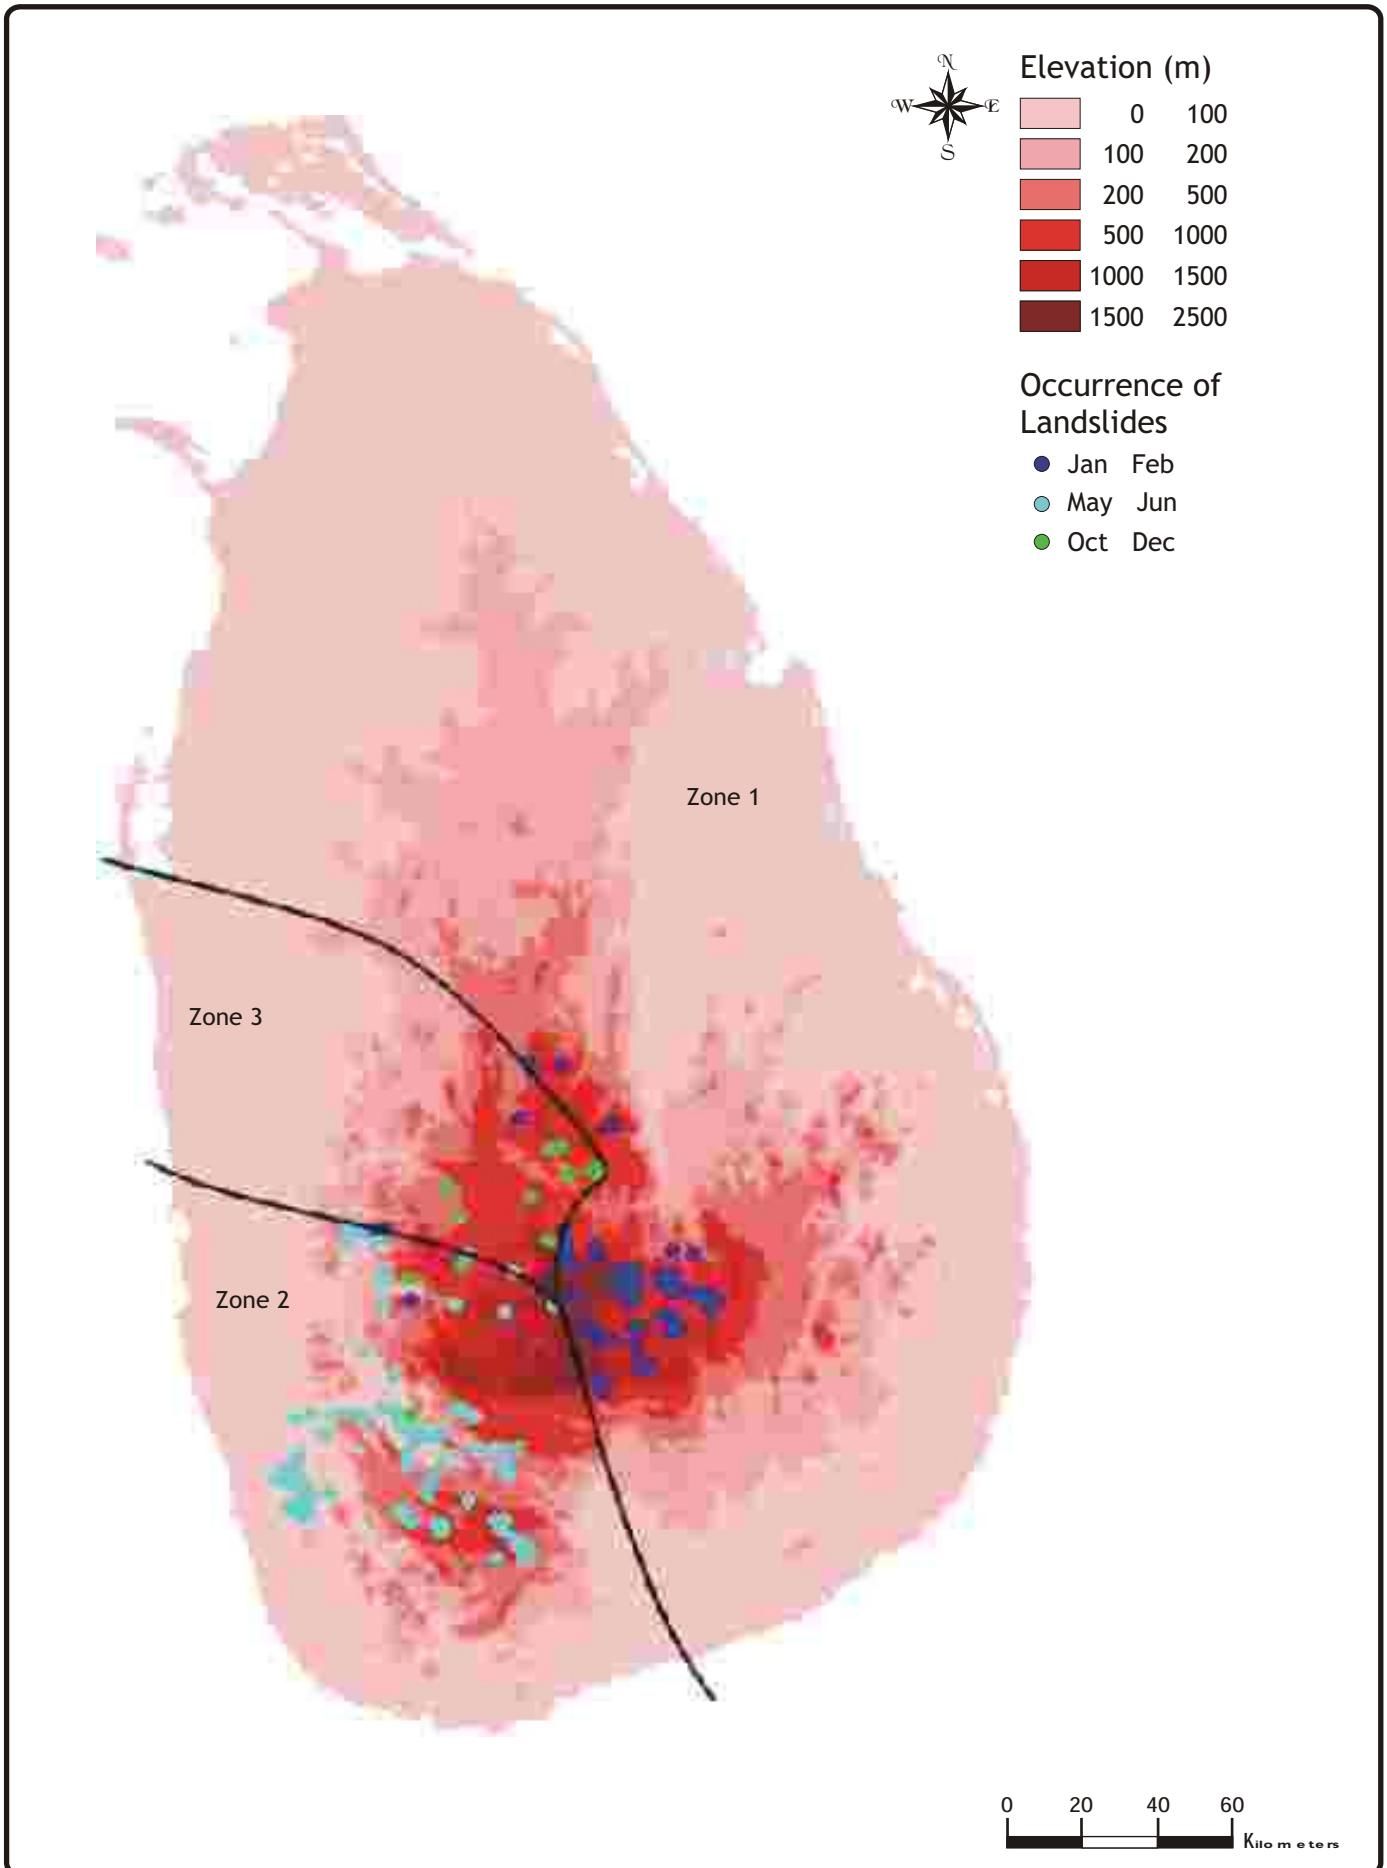 N
W E
S
Elevation (m)
0 100
100 200
200 500
500 1000
1000 1500
1500 2500
Occurrence of
Landslides
Jan Feb
May Jun
Oct Dec
Zone 1
Zone 3
Zone 2
0 20 40 60
Kilometers